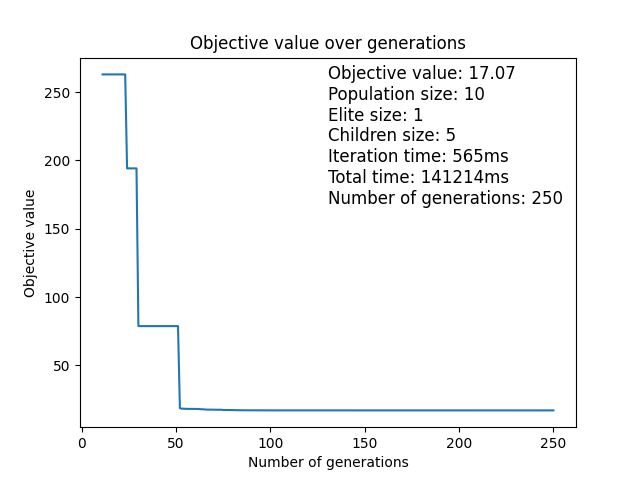 Objective value over generations
Objective value: 17.07
Population size: 10
Elite size: 1
Children size: 5
Iteration time: 565ms
Total time: 141214ms
Number of generations: 250
Objective value
250
200
150
100
50
0
50
100
150
200
250
Number of generations